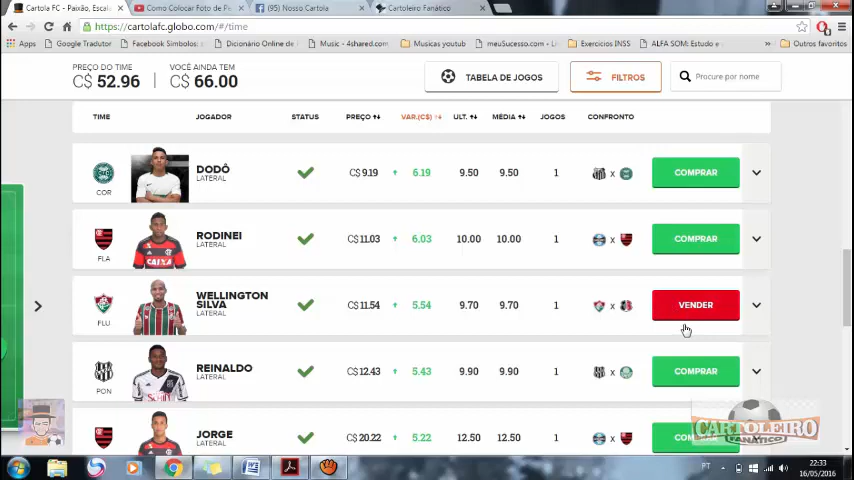 Cartola FC - Paixão, Escala
Como Colocar Foto de Pe
(95) Nosso Cartola
Cartoleiro Fanático
https://cartolafc.globo.com/#/time
Apps
Google Tradutor
Facebook Símbolos:
Dicionário Online de
Music - 4shared.com
Musicas youtub
meuSucesso.com
Exercicios INSS
ALFA SOM: Estudo e
»
Outros favoritos
PREÇO DO TIME
C$ 52.96
VOCÊ AINDA TEM
C$ 66.00
TABELA DE JOGOS
FILTROS
Procure por nome
TIME JOGADOR STATUS PREÇO VAR.(C$) ULT. MÉDIA JOGOS CONFRONTO
COR
DODÔ
LATERAL
C$ 9.19 6.19 9.50 9.50 1 X COMPRAR
FLA
RODINEI
LATERAL
C$ 11.03 6.03 10.00 10.00 1 X COMPRAR
FLU
WELLINGTON
SILVA
LATERAL
C$ 11.54 5.54 9.70 9.70 1 X VENDER
PON
REINALDO
LATERAL
C$ 12.43 5.43 9.90 9.90 1 X COMPRAR
JORGE
LATERAL
C$ 20.22 5.22 12.50 12.50 1 X
CAIXA
CARTOLEIRO
FANÁTICO
PT
22:33
16/05/2016